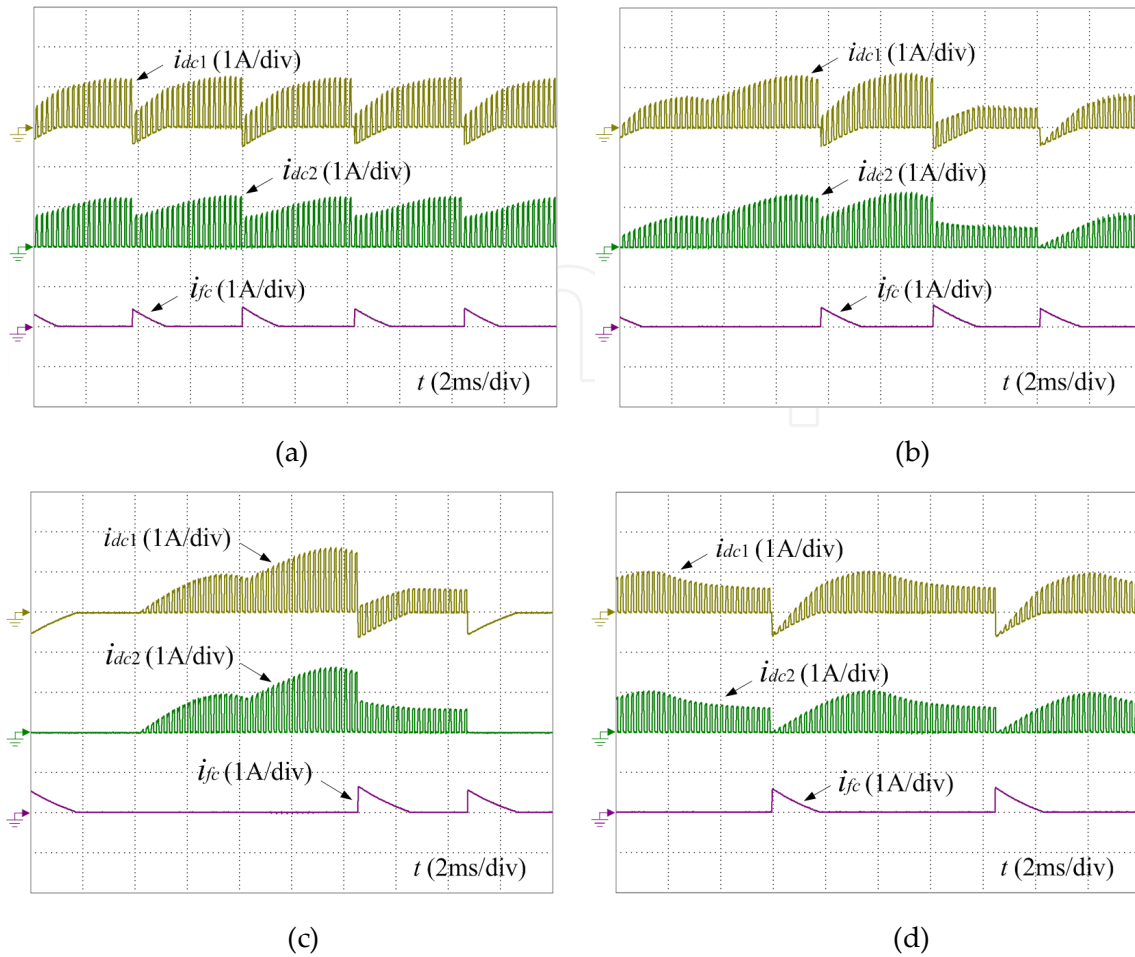 idc1 (1A/div)
idc2 (1A/div)
ifc (1A/div)
t (2ms/div)
(a)
idc1 (1A/div)
idc2 (1A/div)
ifc (1A/div)
t (2ms/div)
(b)
idc1 (1A/div)
idc2 (1A/div)
ifc (1A/div)
t (2ms/div)
(c)
idc1 (1A/div)
idc2 (1A/div)
ifc (1A/div)
t (2ms/div)
(d)